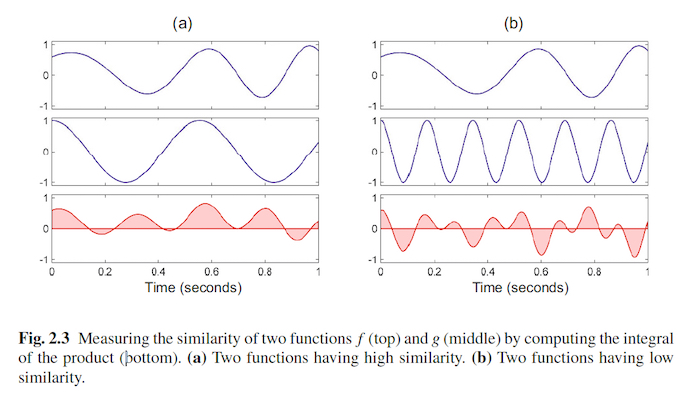 (a)
(b)
1
0
-1
1
0
-1
1
0
-1
1
0
-1
1
0
-1
1
0
-1
0 0.2 0.4 0.6 0.8 1
0 0.2 0.4 0.6 0.8 1
Time (seconds)
Time (seconds)
Fig. 2.3 Measuring the similarity of two functions f (top) and g (middle) by computing the integral
of the product (bottom). (a) Two functions having high similarity. (b) Two functions having low
similarity.